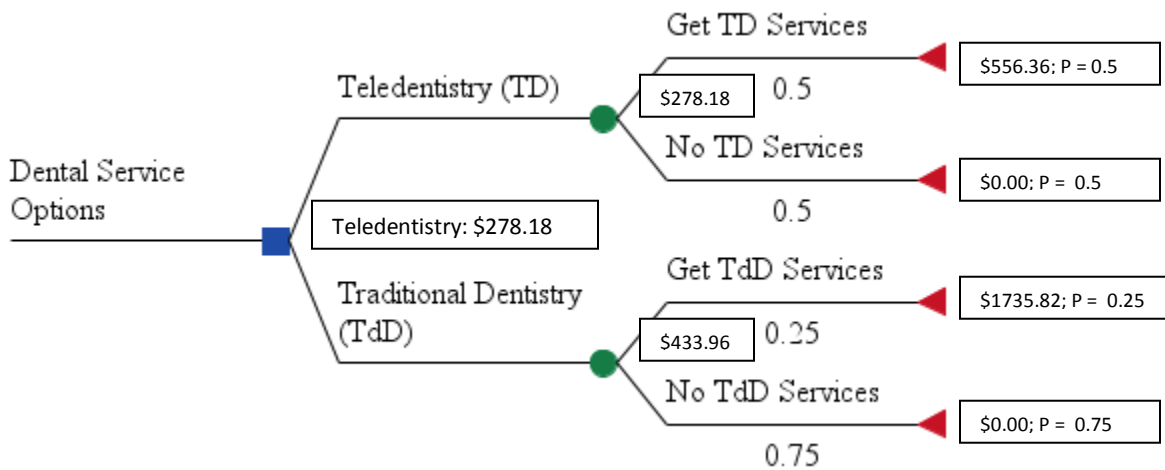 Get TD Services
$556.36; P = 0.5
0.5
Teledentistry (TD)
$278.18
No TD Services
$0.00; P =  0.5
0.5
Dental Service
Options
Teledentistry: $278.18
Get TdD Services
$1735.82; P =  0.25
0.25
Traditional Dentistry
(TdD)
$433.96
No TdD Services
$0.00; P =  0.75
0.75